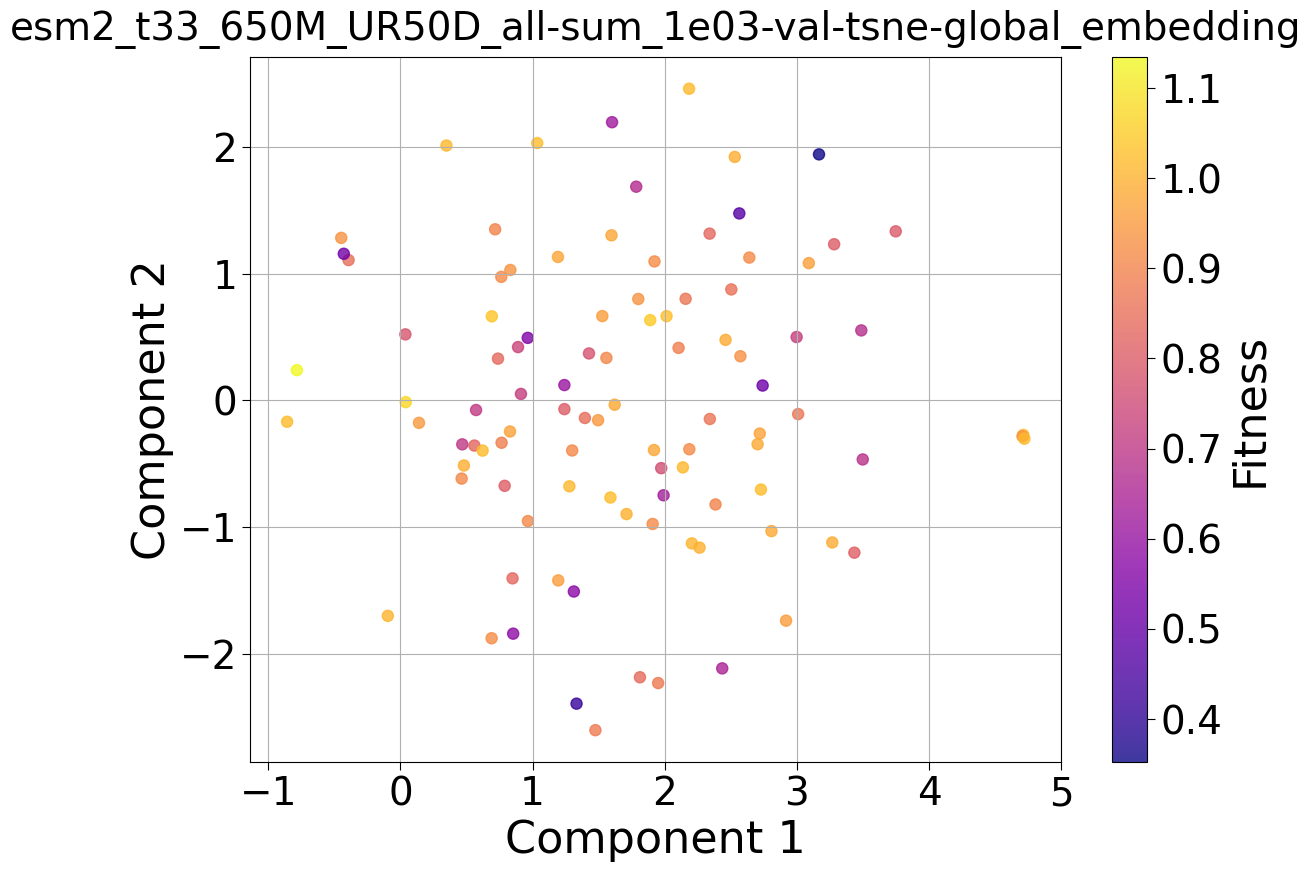 esm2_t33_650M_UR50D_all-sum_1e03-val-tsne-global_embedding
Component 2
2
1
0
−1
−2
−1 0 1 2 3 4 5
Component 1
1.1
1.0
0.9
0.8
0.7
0.6
0.5
0.4
Fitness